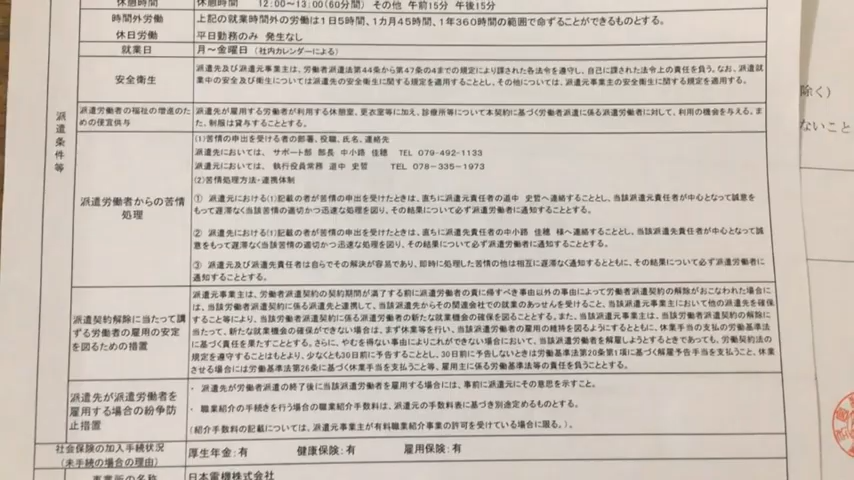 休憩時間 休憩時間 12:00～13:00(60分間) その他 午前15分 午後15分
時間外労働 上記の就業時間外の労働は1日5時間、1カ月45時間、1年360時間の範囲で命ずることができるものとする。
休日労働 平日勤務のみ 発生なし
就業日 月～金曜日 (社内カレンダーによる)
派遣条件等
安全衛生
派遣先及び派遣元事業主は、労働者派遣法第44条から第47条の4までの規定により課された各法令を遵守し、自己に課された法令上の責任を負う。なお、派遣就
業中の安全及び衛生については派遣先の安全衛生に関する規定を適用することとし、その他については、派遣元事業主の安全衛生に関する規定を適用する。
派遣労働者の福祉の増進のた
めの便宜供与
派遣先が雇用する労働者が利用する休憩室、更衣室等に加え、診療所等について本契約に基づく労働者派遣に係る派遣労働者に対して、利用の機会を与える。ま
た、制服は貸与することとする。
派遣労働者からの苦情
処理
(1)苦情の申出を受ける者の部署、役職、氏名、連絡先
派遣先においては、 サポート部 部長 中小路 佳穂 TEL 079-492-1133
派遣元においては、 執行役員常務 道中 史哲 TEL 078-335-1973
(2)苦情処理方法・連携体制
① 派遣元における(1)記載の者が苦情の申出を受けたときは、直ちに派遣元責任者の道中 史哲へ連絡することとし、当該派遣元責任者が中心となって誠意
をもって遅滞なく当該苦情の適切かつ迅速な処理を図り、その結果について必ず派遣労働者に通知することとする。
② 派遣先における(1)記載の者が苦情の申出を受けたときは、直ちに派遣先責任者の中小路 佳穂 様へ連絡することとし、当該派遣先責任者が中心となって誠
意をもって遅滞なく当該苦情の適切かつ迅速な処理を図り、その結果について必ず派遣労働者に通知することとする。
③ 派遣元及び派遣先責任者は自らでその解決が容易であり、即時に処理した苦情の他は相互に遅滞なく通知するとともに、その結果について必ず派遣労働者に
通知することとする。
派遣契約解除に当たって講
ずる労働者の雇用の安定
を図るための措置
派遣元事業主は、労働者派遣契約の契約期間が満了する前に派遣労働者の責に帰すべき事由以外の事由によって労働者派遣契約の解除がおこなわれた場合に
は、当該労働者派遣契約に係る派遣先と連携して、当該派遣先からその関連会社での就業のあっせんを受けること、当該派遣元事業主において他の派遣先を確保
すること等により、当該労働者派遣契約に係る派遣労働者の新たな就業機会の確保を図ることとする。また、当該派遣元事業主は、当該労働者派遣契約の解除に
当たって、新たな就業機会の確保ができない場合は、まず休業等を行い、当該派遣労働者の雇用の維持を図るようにするとともに、休業手当の支払の労働基準法
に基づく責任を果たすこととする。さらに、やむを得ない事由によりこれができない場合において、当該派遣労働者を解雇しようとするときであっても、労働契約法の
規定を遵守することはもとより、少なくとも30日前に予告することとし、30日前に予告しないときは労働基準法第20条第1項に基づく解雇予告手当を支払うこと、休業
させる場合には労働基準法第26条に基づく休業手当を支払うこと等、雇用主に係る労働基準法等の責任を負うこととする。
派遣先が派遣労働者を
雇用する場合の紛争防
止措置
・ 派遣先が労働者派遣の終了後に当該派遣労働者を雇用する場合には、事前に派遣元にその意思を示すこと。
・ 職業紹介の手続きを行う場合の職業紹介手数料は、派遣元の手数料表に基づき別途定めるものとする。
(紹介手数料の記載については、派遣元事業主が有料職業紹介事業の許可を受けている場合に限る。)。
社会保険の加入手続状況
(未手続の場合の理由)
厚生年金:有 健康保険:有 雇用保険:有
事業所の名称 日本電機株式会社
除く)
ないこと